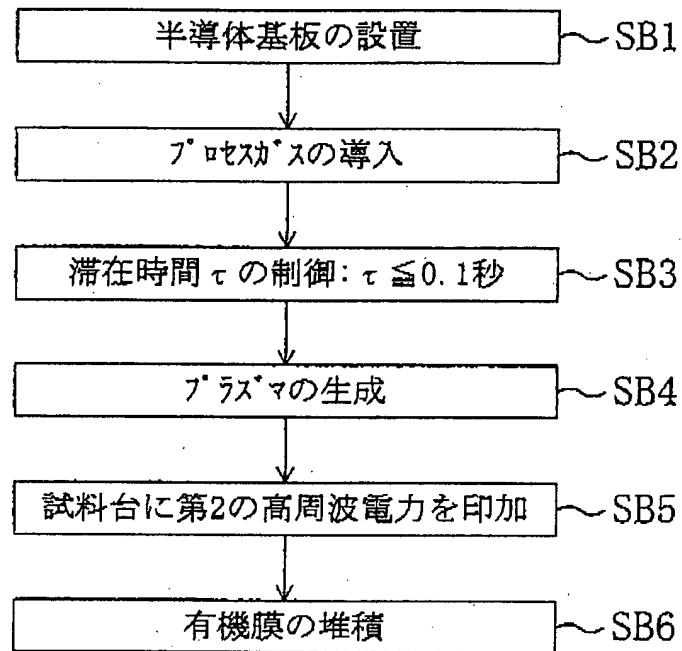 半導体基板の設置 SB1
プロセスガスの導入 SB2
滞在時間τの制御:τ≦0.1秒 SB3
プラズマの生成 SB4
試料台に第2の高周波電力を印加 SB5
有機膜の堆積 SB6